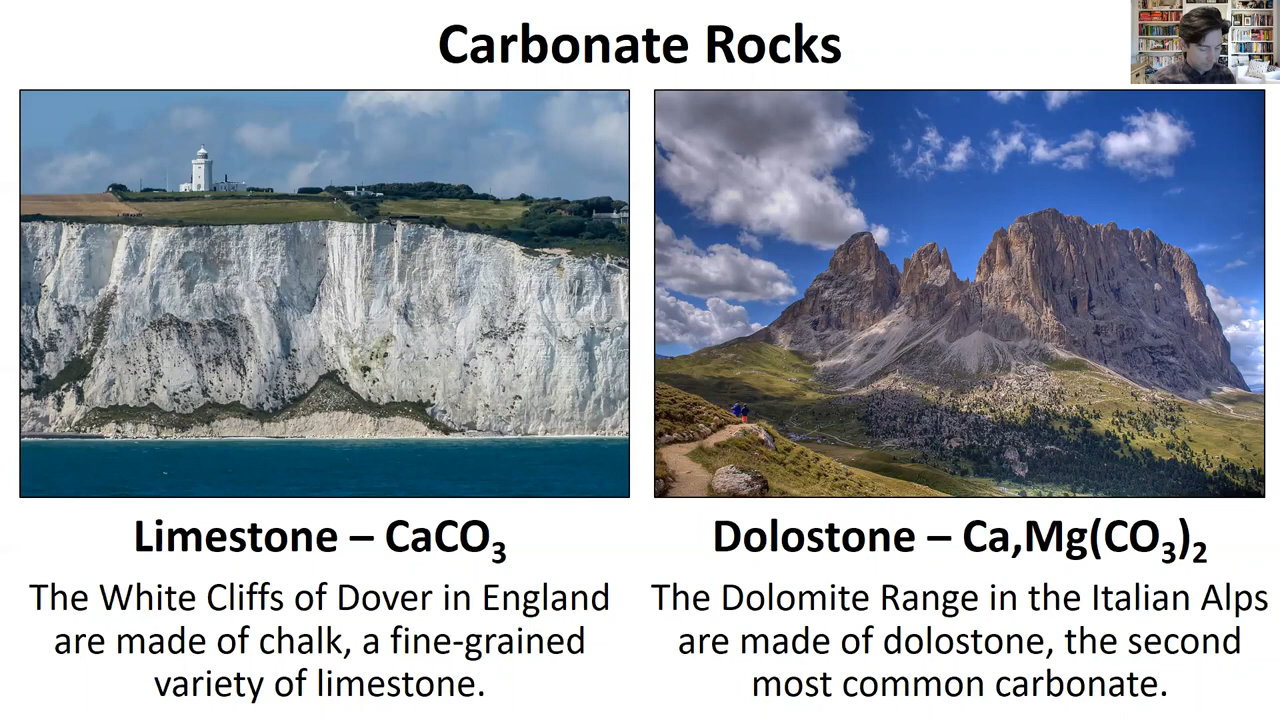 Carbonate Rocks
Limestone – CaCO₃
The White Cliffs of Dover in England
are made of chalk, a fine-grained
variety of limestone.
Dolostone – Ca,Mg(CO₃)₂
The Dolomite Range in the Italian Alps
are made of dolostone, the second
most common carbonate.